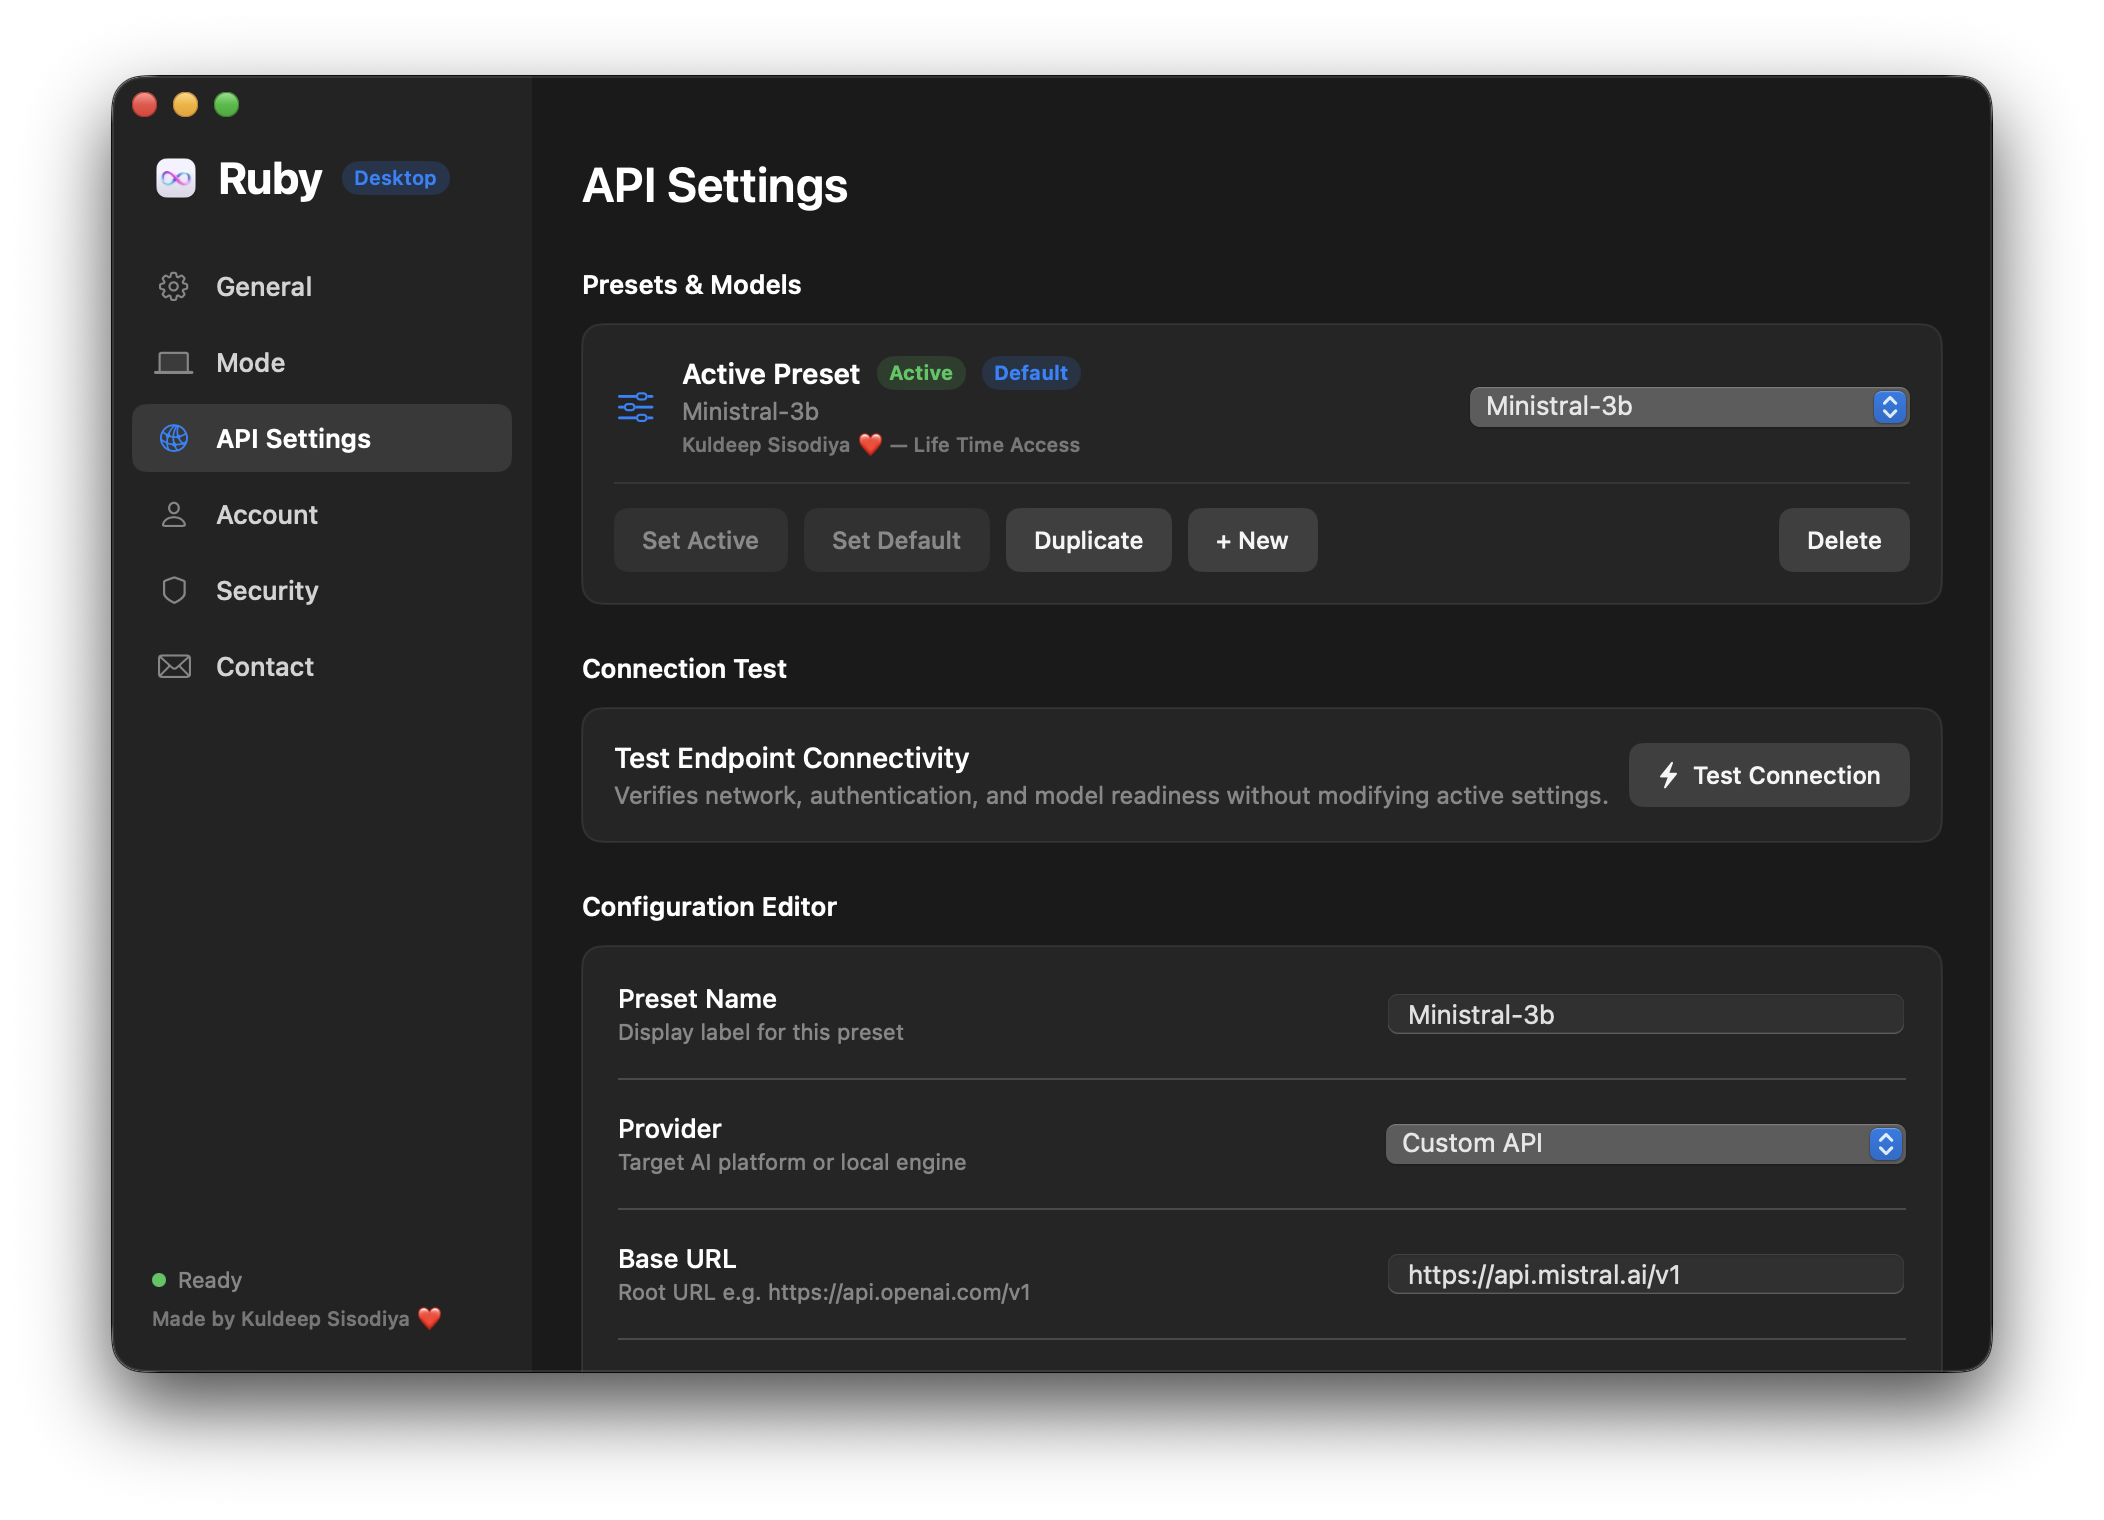 Ruby Desktop
General
Mode
API Settings
Account
Security
Contact
Ready
Made by Kuldeep Sisodiya ❤️
API Settings
Presets & Models
Active Preset Active Default
Ministral-3b
Kuldeep Sisodiya ❤️ — Life Time Access
Ministral-3b
Set Active Set Default Duplicate + New Delete
Connection Test
Test Endpoint Connectivity
Verifies network, authentication, and model readiness without modifying active settings.
Test Connection
Configuration Editor
Preset Name
Display label for this preset
Ministral-3b
Provider
Target AI platform or local engine
Custom API
Base URL
Root URL e.g. https://api.openai.com/v1
https://api.mistral.ai/v1